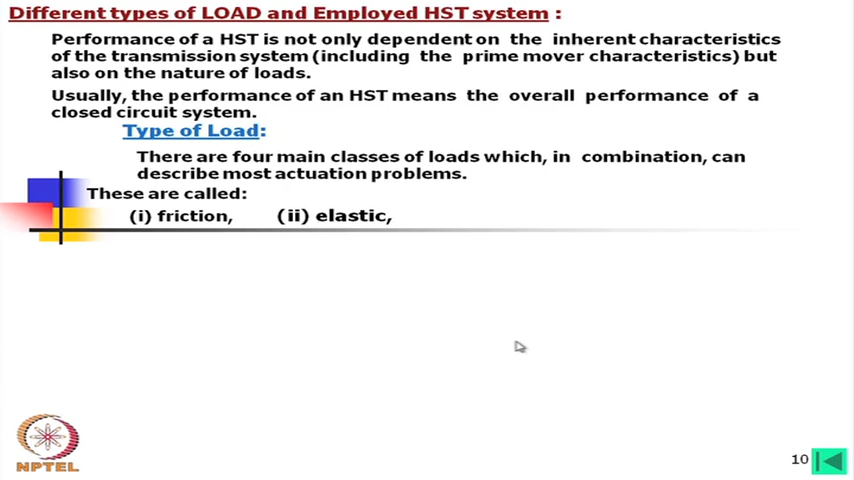 Different types of LOAD and Employed HST system :
Performance of a HST is not only dependent on the inherent characteristics
of the transmission system (including the prime mover characteristics) but
also on the nature of loads.
Usually, the performance of an HST means the overall performance of a
closed circuit system.
Type of Load:
There are four main classes of loads which, in combination, can
describe most actuation problems.
These are called:
(i) friction, (ii) elastic,
NPTEL
10